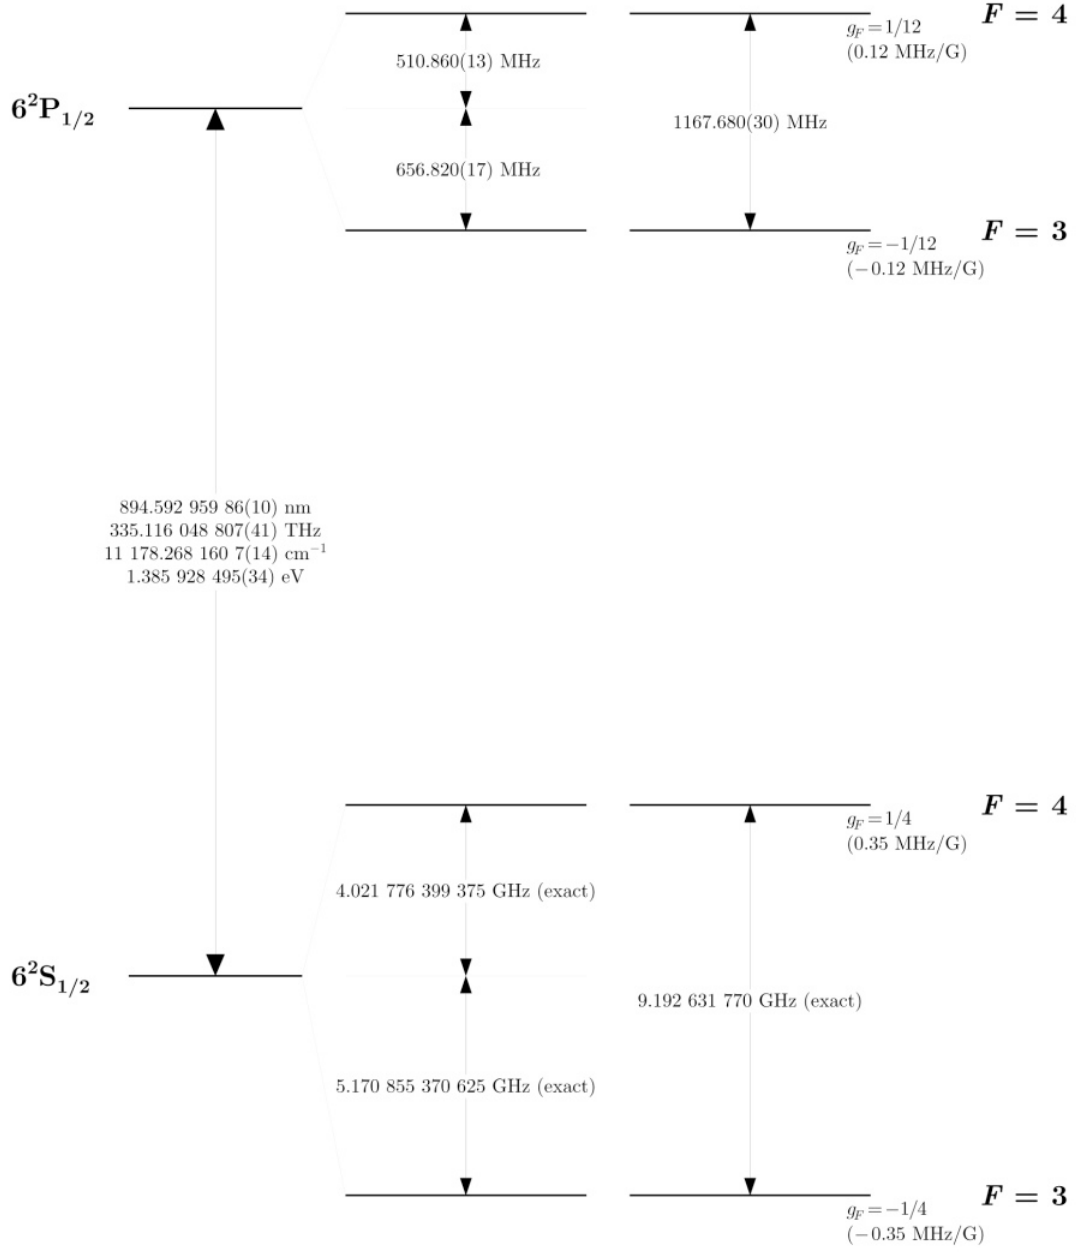 F = 4
g_F = 1/12
(0.12 MHz/G)
510.860(13) MHz
6²P₁/₂
1167.680(30) MHz
656.820(17) MHz
F = 3
g_F = −1/12
(−0.12 MHz/G)
894.592 959 86(10) nm
335.116 048 807(41) THz
11 178.268 160 7(14) cm⁻¹
1.385 928 495(34) eV
F = 4
g_F = 1/4
(0.35 MHz/G)
4.021 776 399 375 GHz (exact)
6²S₁/₂
9.192 631 770 GHz (exact)
5.170 855 370 625 GHz (exact)
F = 3
g_F = −1/4
(−0.35 MHz/G)